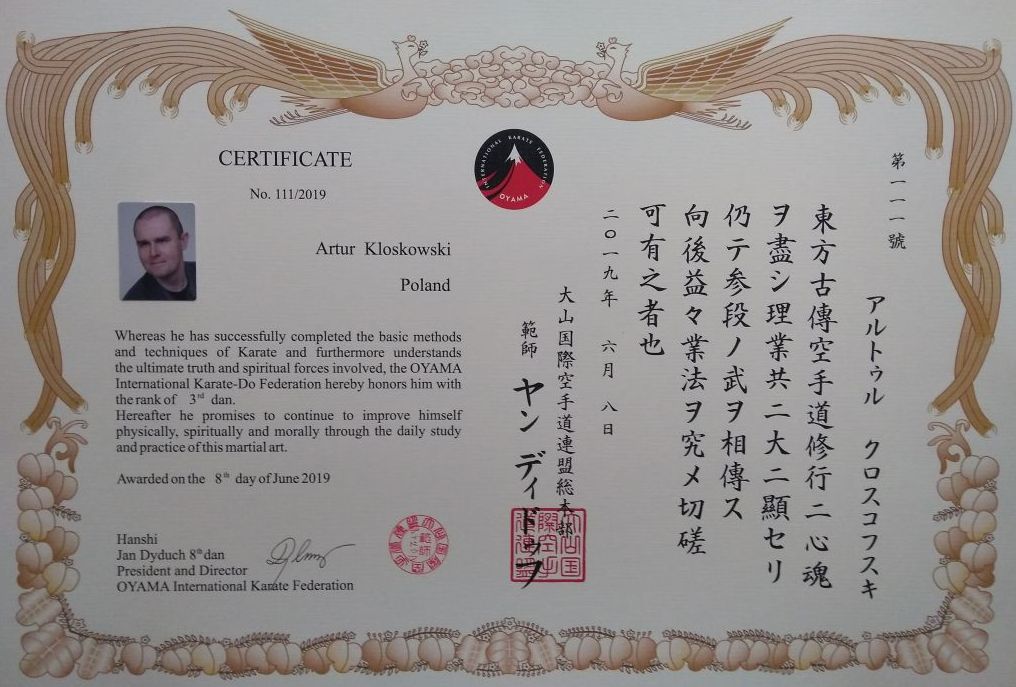 CERTIFICATE
No. 111/2019
Artur Kloskowski
Poland
Whereas he has successfully completed the basic methods
and techniques of Karate and furthermore understands
the ultimate truth and spiritual forces involved, the OYAMA
International Karate-Do Federation hereby honors him with
the rank of 3rd dan.
Hereafter he promises to continue to improve himself
physically, spiritually and morally through the daily study
and practice of this martial art.
Awarded on the 8th day of June 2019
Hanshi
Jan Dyduch 8th dan
President and Director
OYAMA International Karate Federation
INTERNATIONAL KARATE FEDERATION
OYAMA
第一一一號
アルトゥル クロスコフスキ
東方古傳空手道修行ニ心魂
ヲ盡シ理業共ニ大ニ顯セリ
仍テ参段ノ武ヲ相傳ス
向後益々業法ヲ究メ切磋
可有之者也
二〇一九年 六月 八日
大山国際空手道連盟総本部
範師 ヤン ディドゥフ